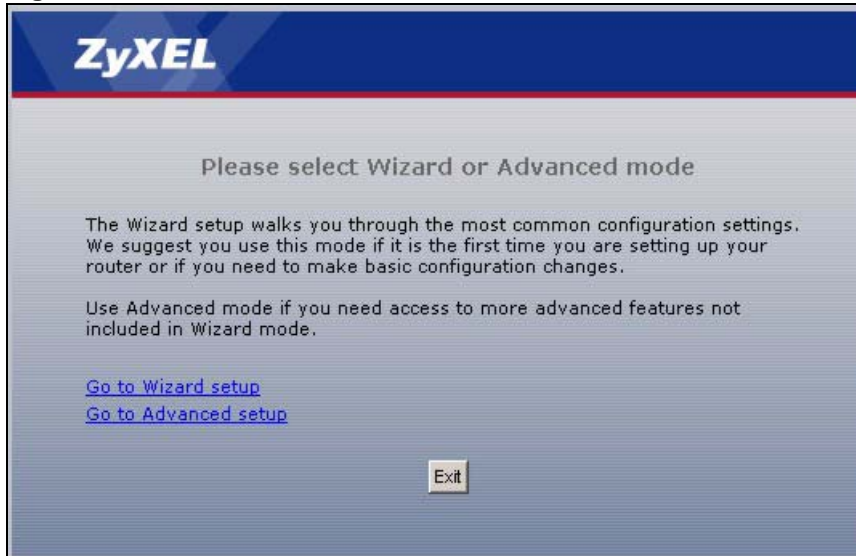 ZyXEL
Please select Wizard or Advanced mode
The Wizard setup walks you through the most common configuration settings.
We suggest you use this mode if it is the first time you are setting up your
router or if you need to make basic configuration changes.
Use Advanced mode if you need access to more advanced features not
included in Wizard mode.
Go to Wizard setup
Go to Advanced setup
Exit